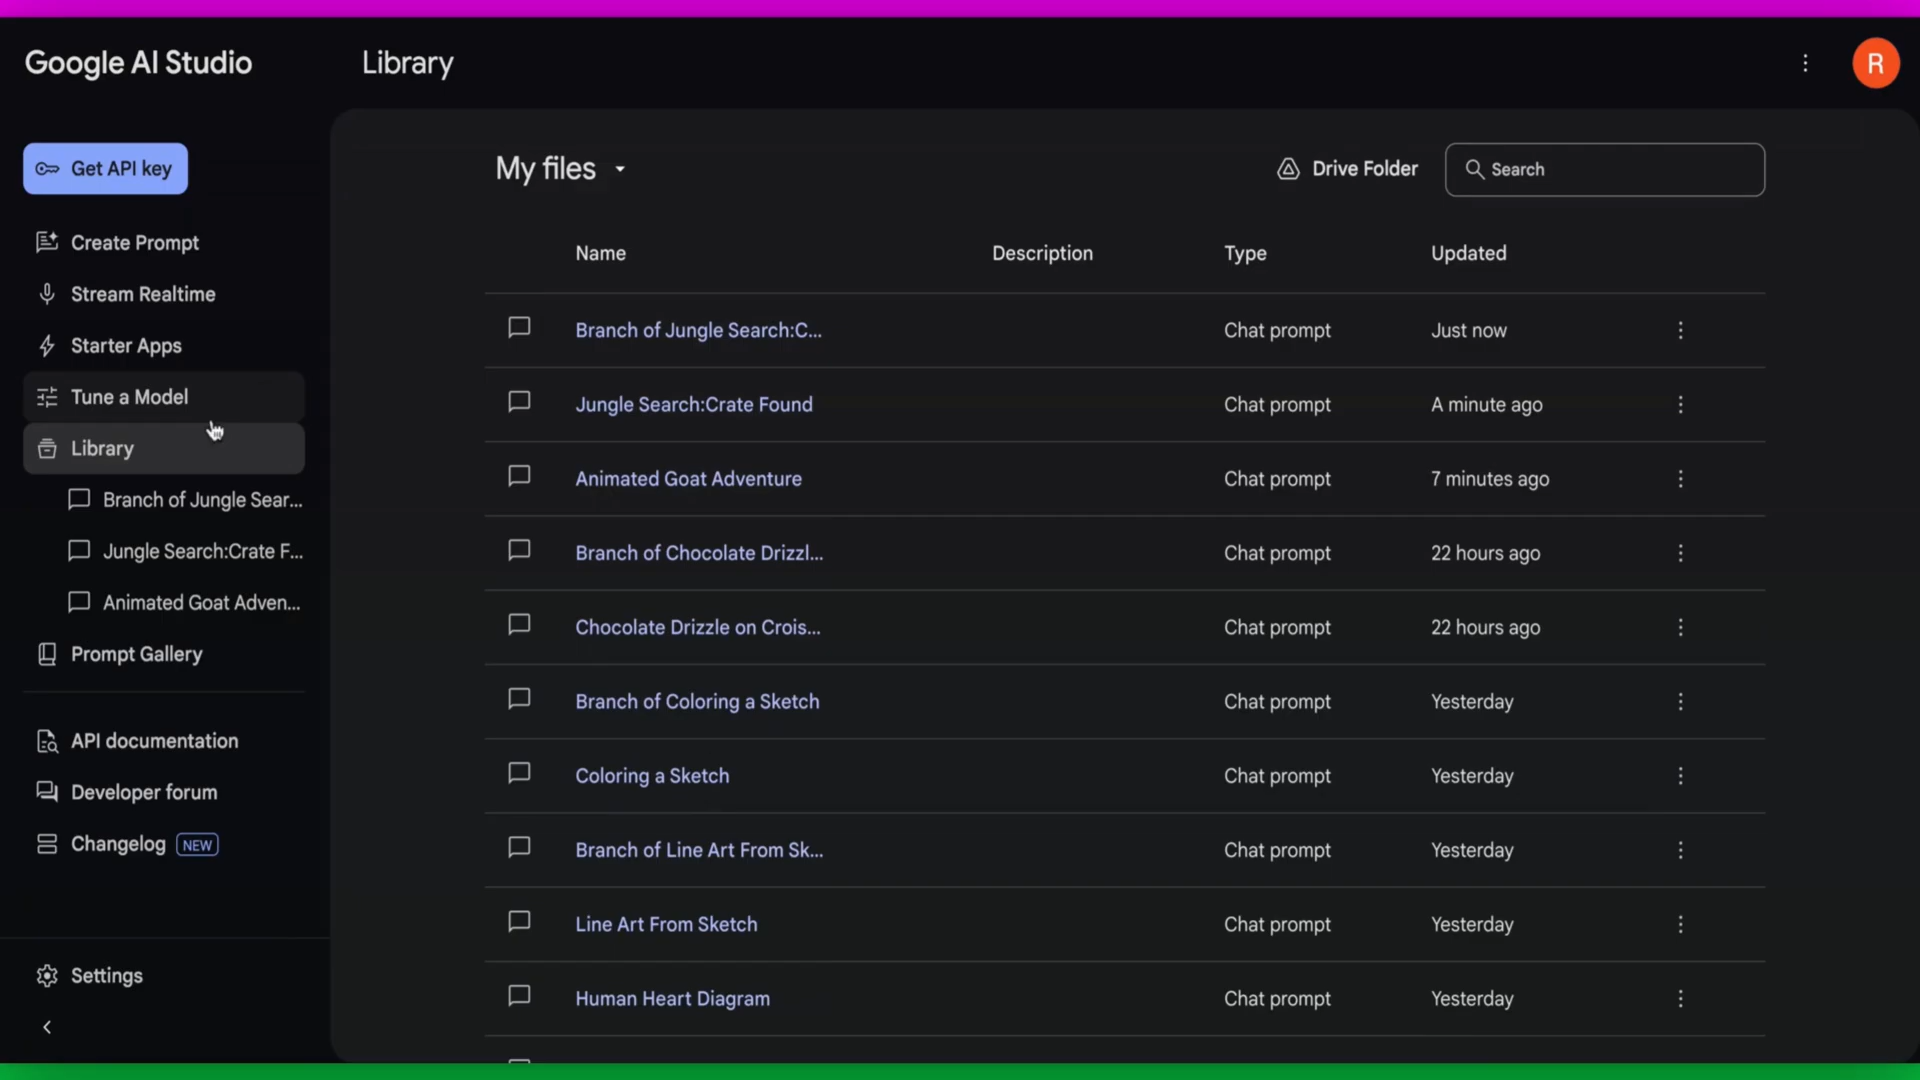 Google AI Studio
Library
R
Get API key
Create Prompt
Stream Realtime
Starter Apps
Tune a Model
Library
Branch of Jungle Sear...
Jungle Search:Crate F...
Animated Goat Adven...
Prompt Gallery
API documentation
Developer forum
Changelog NEW
Settings
My files
Drive Folder
Search
Name Description Type Updated
Branch of Jungle Search:C... Chat prompt Just now
Jungle Search:Crate Found Chat prompt A minute ago
Animated Goat Adventure Chat prompt 7 minutes ago
Branch of Chocolate Drizzl... Chat prompt 22 hours ago
Chocolate Drizzle on Crois... Chat prompt 22 hours ago
Branch of Coloring a Sketch Chat prompt Yesterday
Coloring a Sketch Chat prompt Yesterday
Branch of Line Art From Sk... Chat prompt Yesterday
Line Art From Sketch Chat prompt Yesterday
Human Heart Diagram Chat prompt Yesterday